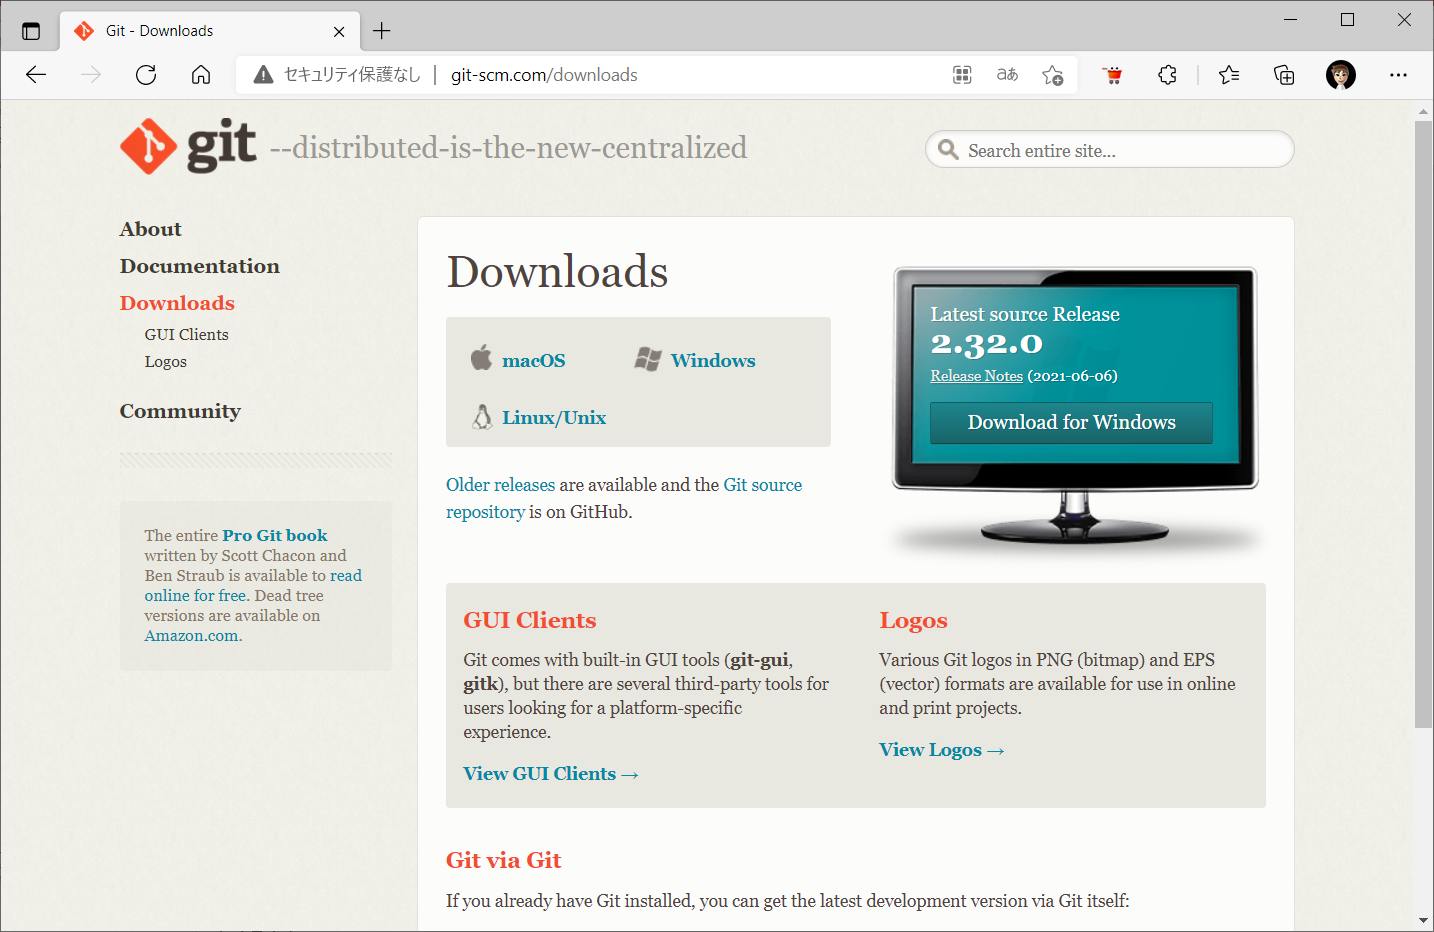 Git - Downloads
セキュリティ保護なし | git-scm.com/downloads
aあ
git --distributed-is-the-new-centralized
Search entire site...
About
Documentation
Downloads
GUI Clients
Logos
Community
The entire Pro Git book
written by Scott Chacon and
Ben Straub is available to read
online for free. Dead tree
versions are available on
Amazon.com.
Downloads
macOS
Windows
Linux/Unix
Older releases are available and the Git source
repository is on GitHub.
Latest source Release
2.32.0
Release Notes (2021-06-06)
Download for Windows
GUI Clients
Git comes with built-in GUI tools (git-gui,
gitk), but there are several third-party tools for
users looking for a platform-specific
experience.
View GUI Clients →
Logos
Various Git logos in PNG (bitmap) and EPS
(vector) formats are available for use in online
and print projects.
View Logos →
Git via Git
If you already have Git installed, you can get the latest development version via Git itself: